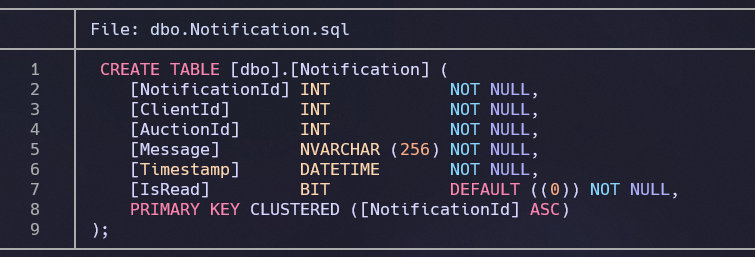 File: dbo.Notification.sql
1 CREATE TABLE [dbo].[Notification] (
2 [NotificationId] INT NOT NULL,
3 [ClientId] INT NOT NULL,
4 [AuctionId] INT NOT NULL,
5 [Message] NVARCHAR (256) NOT NULL,
6 [Timestamp] DATETIME NOT NULL,
7 [IsRead] BIT DEFAULT ((0)) NOT NULL,
8 PRIMARY KEY CLUSTERED ([NotificationId] ASC)
9 );